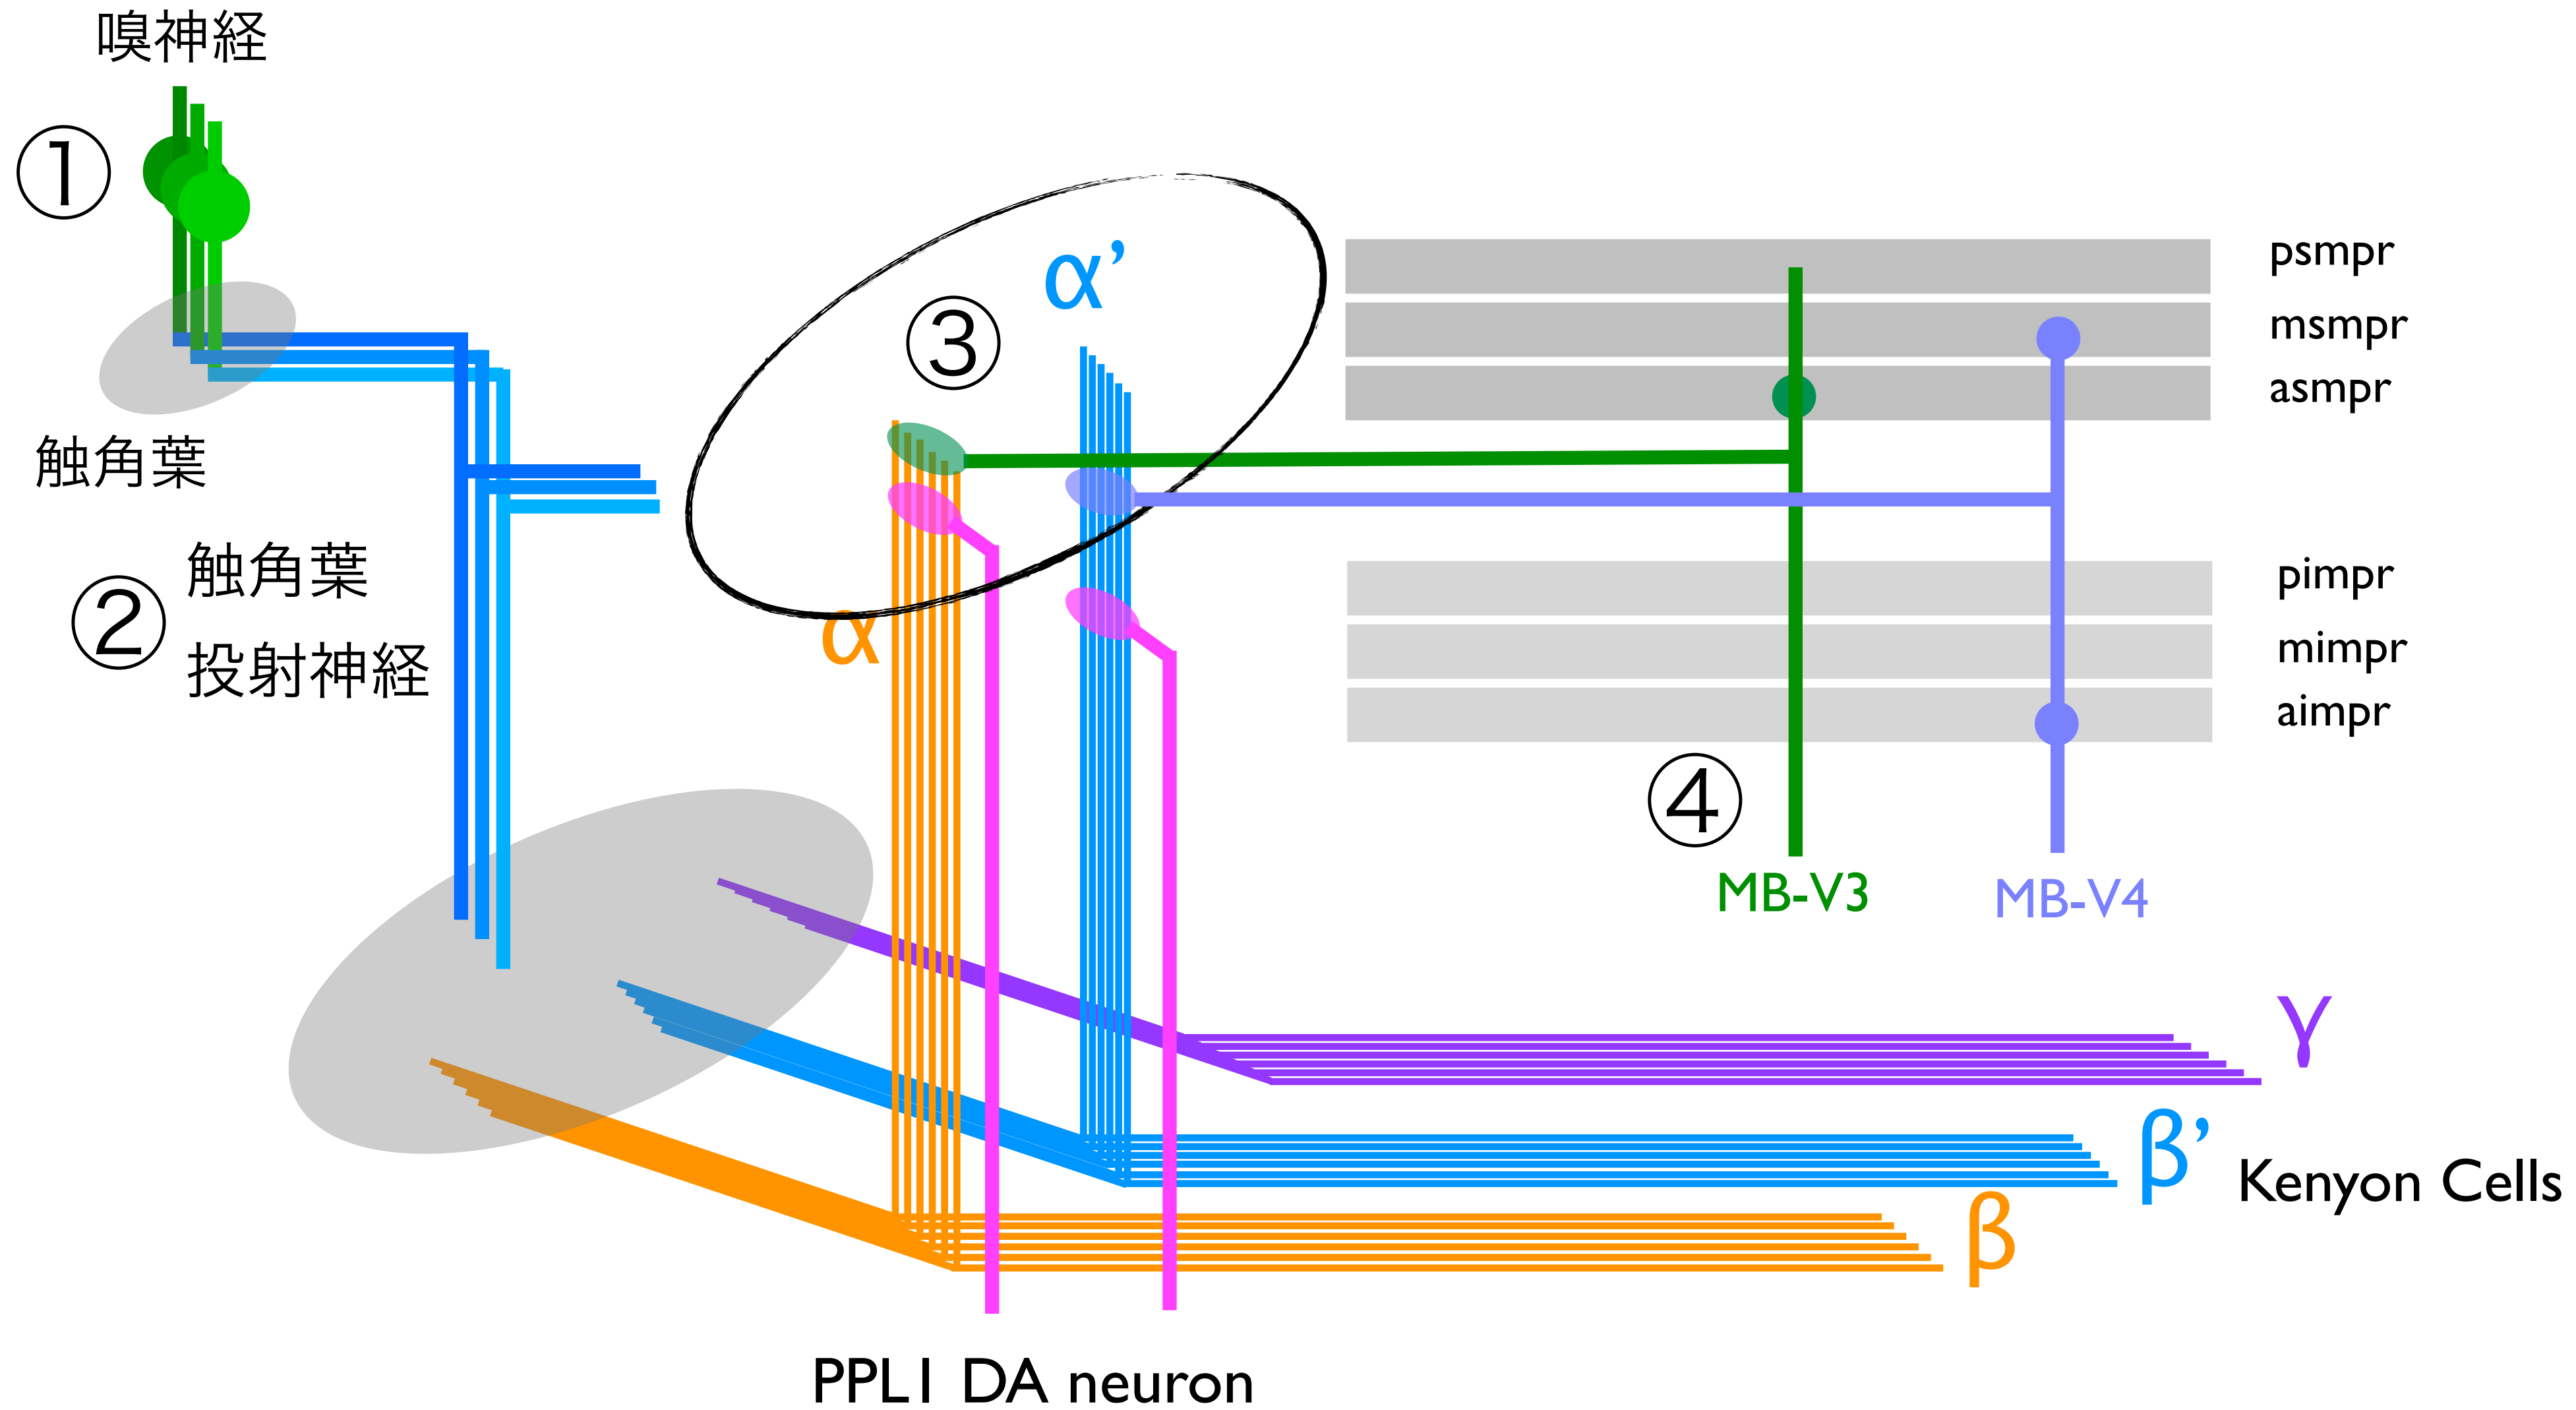 嗅神経
①
触角葉
②
触角葉
投射神経
③
α’
α
psmpr
msmpr
asmpr
pimpr
mimpr
aimpr
④
MB-V3
MB-V4
γ
β’
Kenyon Cells
β
PPL1 DA neuron